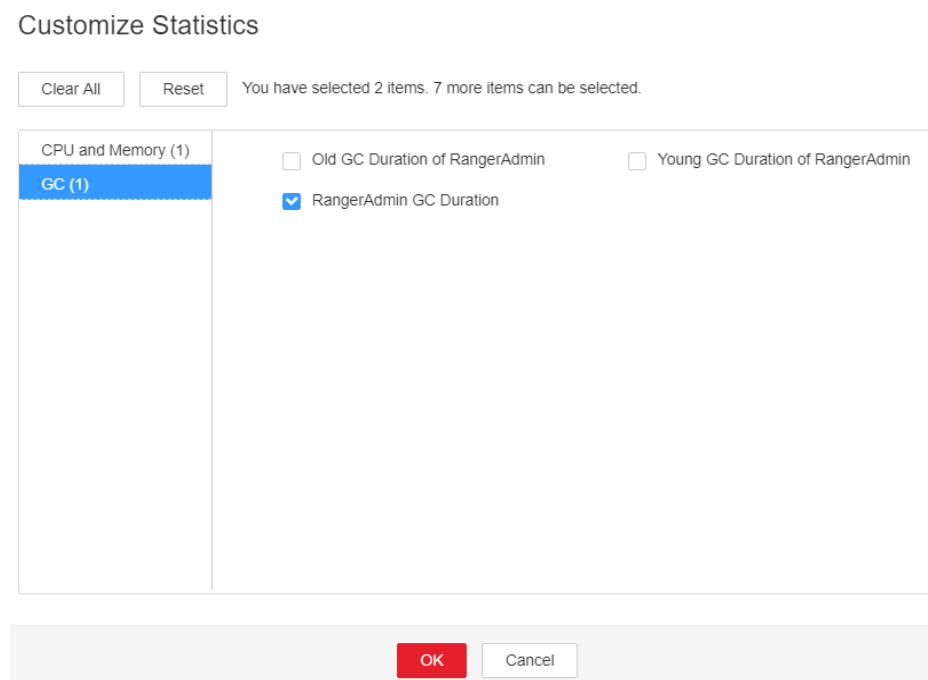 Customize Statistics
Clear All Reset You have selected 2 items. 7 more items can be selected.
CPU and Memory (1)
GC (1)
Old GC Duration of RangerAdmin Young GC Duration of RangerAdmin
RangerAdmin GC Duration
OK Cancel